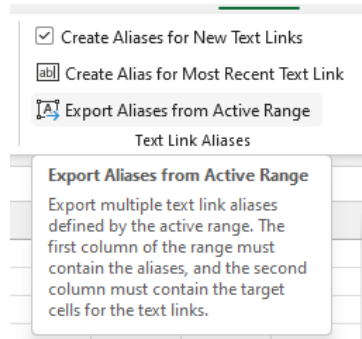 Create Aliases for New Text Links
ab Create Alias for Most Recent Text Link
A Export Aliases from Active Range
Text Link Aliases
Export Aliases from Active Range
Export multiple text link aliases
defined by the active range. The
first column of the range must
contain the aliases, and the second
column must contain the target
cells for the text links.